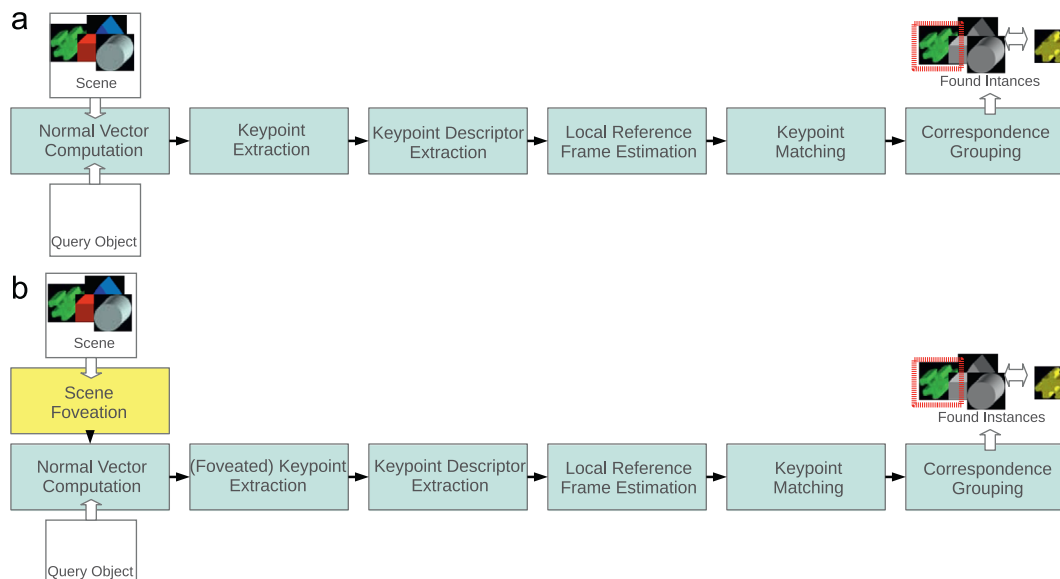 a
Scene
Found Intances
Normal Vector
Computation
Keypoint
Extraction
Keypoint Descriptor
Extraction
Local Reference
Frame Estimation
Keypoint
Matching
Correspondence
Grouping
Query Object
b
Scene
Scene
Foveation
Found Instances
Normal Vector
Computation
(Foveated) Keypoint
Extraction
Keypoint Descriptor
Extraction
Local Reference
Frame Estimation
Keypoint
Matching
Correspondence
Grouping
Query Object